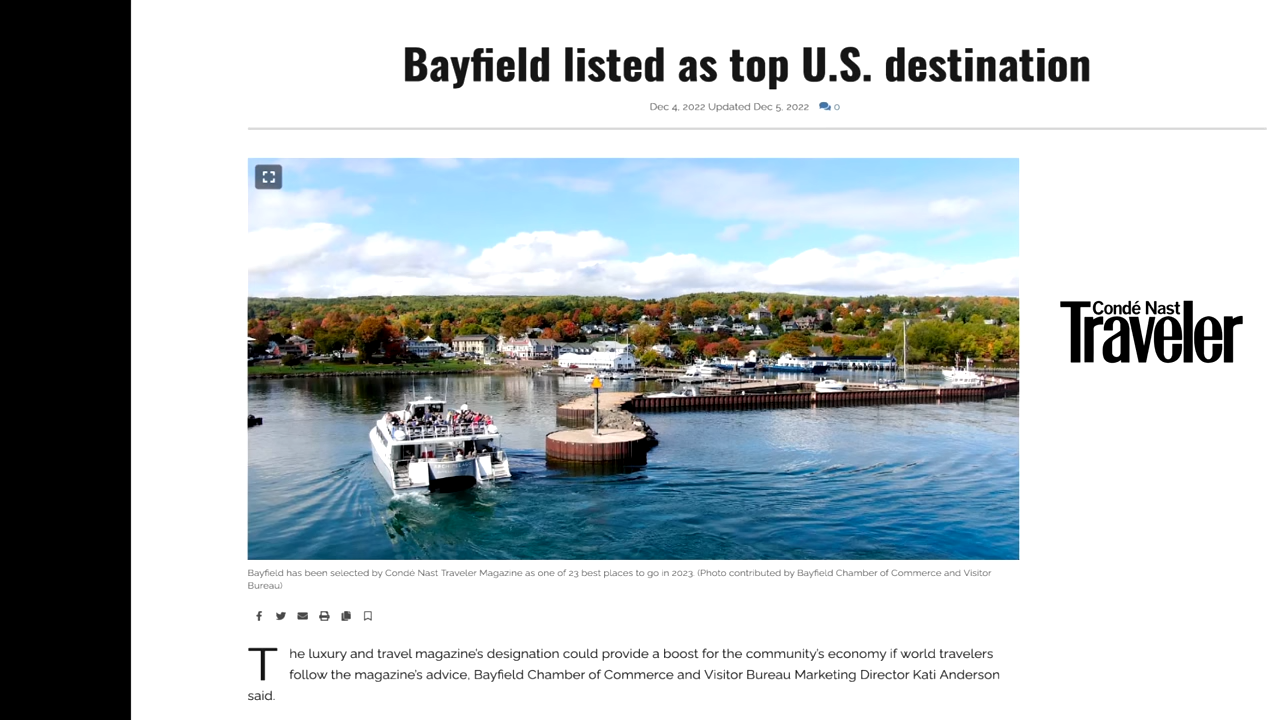 Bayfield listed as top U.S. destination
Dec 4, 2022 Updated Dec 5, 2022 0
Condé Nast
Traveler
Bayfield has been selected by Condé Nast Traveler Magazine as one of 23 best places to go in 2023. (Photo contributed by Bayfield Chamber of Commerce and Visitor
Bureau)
The luxury and travel magazine's designation could provide a boost for the community's economy if world travelers
follow the magazine's advice, Bayfield Chamber of Commerce and Visitor Bureau Marketing Director Kati Anderson
said.